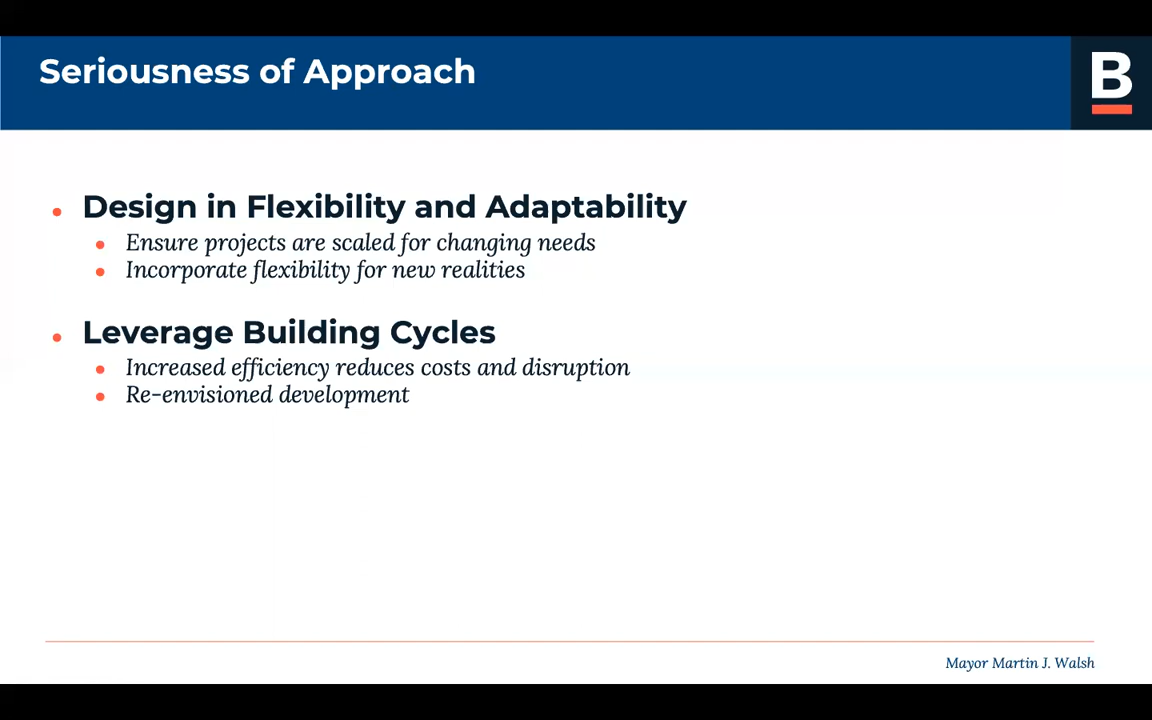 Seriousness of Approach
B
Design in Flexibility and Adaptability
Ensure projects are scaled for changing needs
Incorporate flexibility for new realities
Leverage Building Cycles
Increased efficiency reduces costs and disruption
Re-envisioned development
Mayor Martin J. Walsh